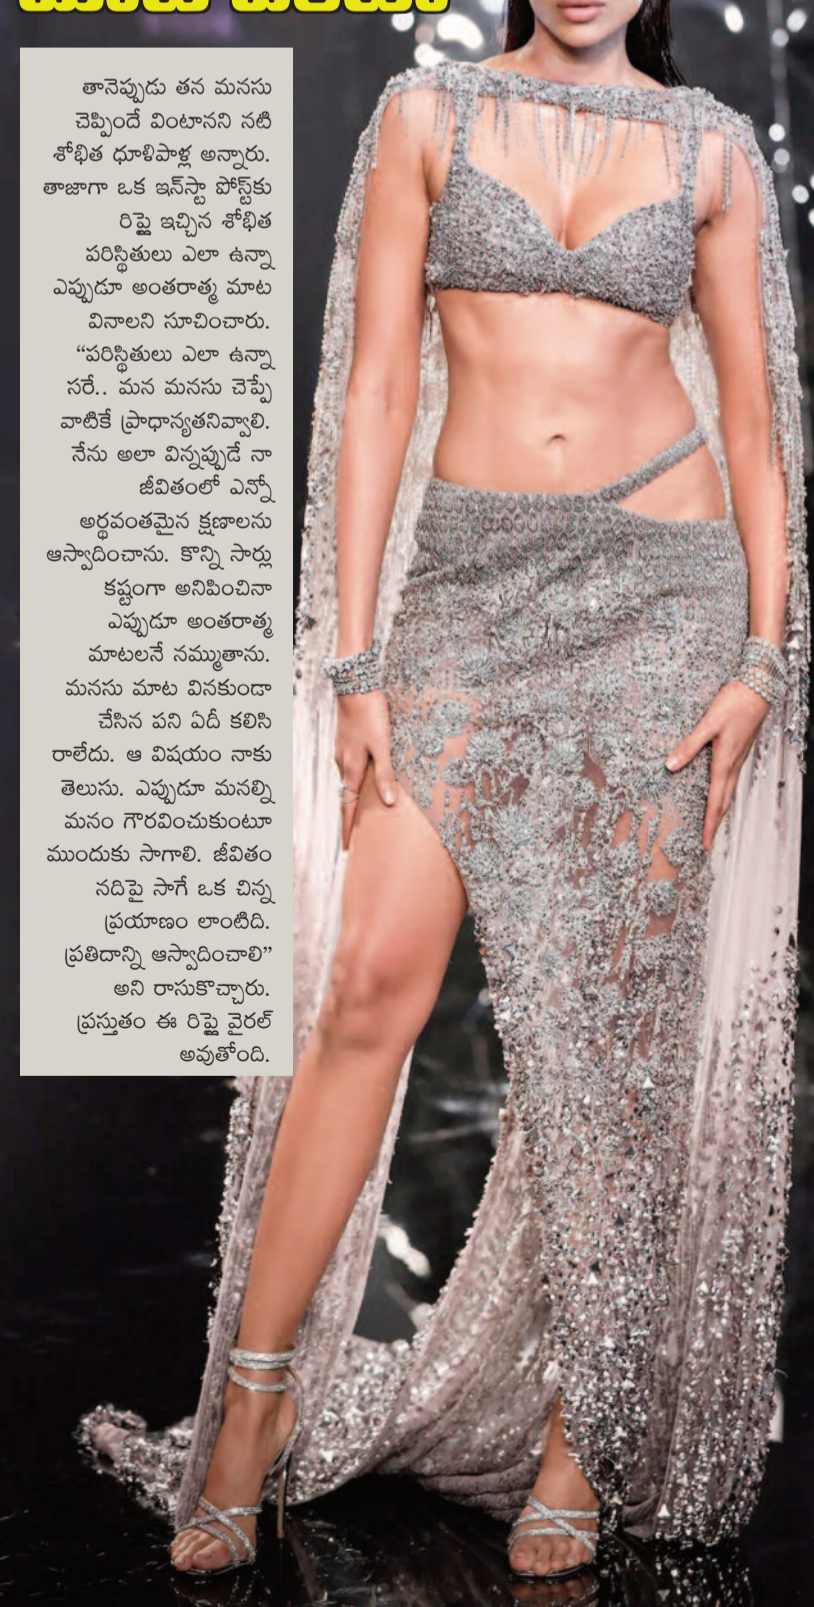 తానెప్పుడు తన మనసు
చెప్పిందే వింటానని నటి
శోభిత ధూళిపాళ్ల అన్నారు.
తాజాగా ఒక ఇన్‌స్టా పోస్ట్‌కు
రిప్లై ఇచ్చిన శోభిత
పరిస్థితులు ఎలా ఉన్నా
ఎప్పుడూ అంతరాత్మ మాట
వినాలని సూచించారు.
“పరిస్థితులు ఎలా ఉన్నా
సరే.. మన మనసు చెప్పే
వాటికే ప్రాధాన్యతనివ్వాలి.
నేను అలా విన్నప్పుడే నా
జీవితంలో ఎన్నో
అర్థవంతమైన క్షణాలను
ఆస్వాదించాను. కొన్ని సార్లు
కష్టంగా అనిపించినా
ఎప్పుడూ అంతరాత్మ
మాటలనే నమ్ముతాను.
మనసు మాట వినకుండా
చేసిన పని ఏదీ కలిసి
రాలేదు. ఆ విషయం నాకు
తెలుసు. ఎప్పుడూ మనల్ని
మనం గౌరవించుకుంటూ
ముందుకు సాగాలి. జీవితం
నదిపై సాగే ఒక చిన్న
ప్రయాణం లాంటిది.
ప్రతిదాన్ని ఆస్వాదించాలి”
అని రాసుకొచ్చారు.
ప్రస్తుతం ఈ రిప్లై వైరల్
అవుతోంది.